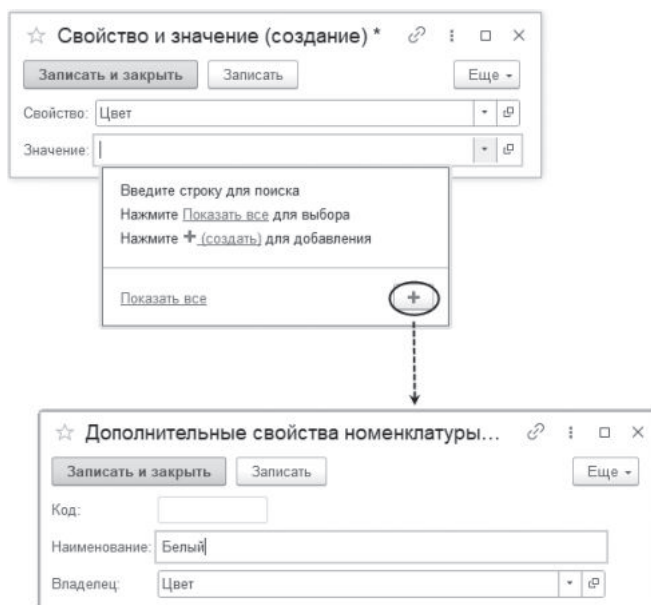 Свойство и значение (создание) *
Записать и закрыть Записать Еще
Свойство: Цвет
Значение:
Введите строку для поиска
Нажмите Показать все для выбора
Нажмите + (создать) для добавления
Показать все +
Дополнительные свойства номенклатуры...
Записать и закрыть Записать Еще
Код:
Наименование: Белый
Владелец: Цвет